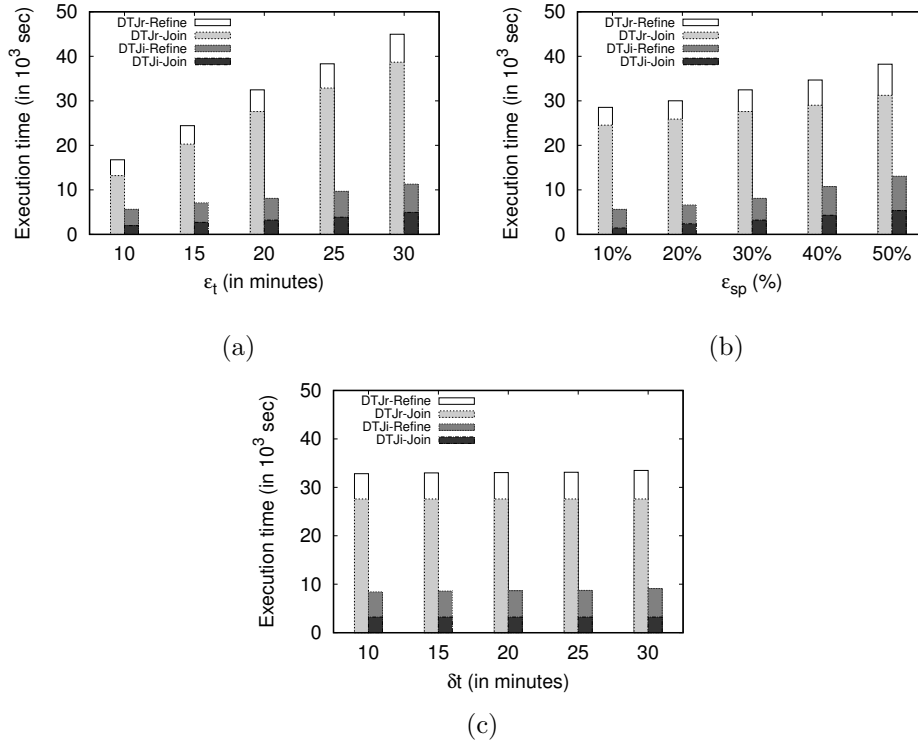 50
40
30
20
10
0
Execution time (in 10³ sec)
DTJr-Refine
DTJr-Join
DTJi-Refine
DTJi-Join
10 15 20 25 30
ε_t (in minutes)
(a)
50
40
30
20
10
0
Execution time (in 10³ sec)
DTJr-Refine
DTJr-Join
DTJi-Refine
DTJi-Join
10% 20% 30% 40% 50%
ε_sp (%)
(b)
50
40
30
20
10
0
Execution time (in 10³ sec)
DTJr-Refine
DTJr-Join
DTJi-Refine
DTJi-Join
10 15 20 25 30
δt (in minutes)
(c)